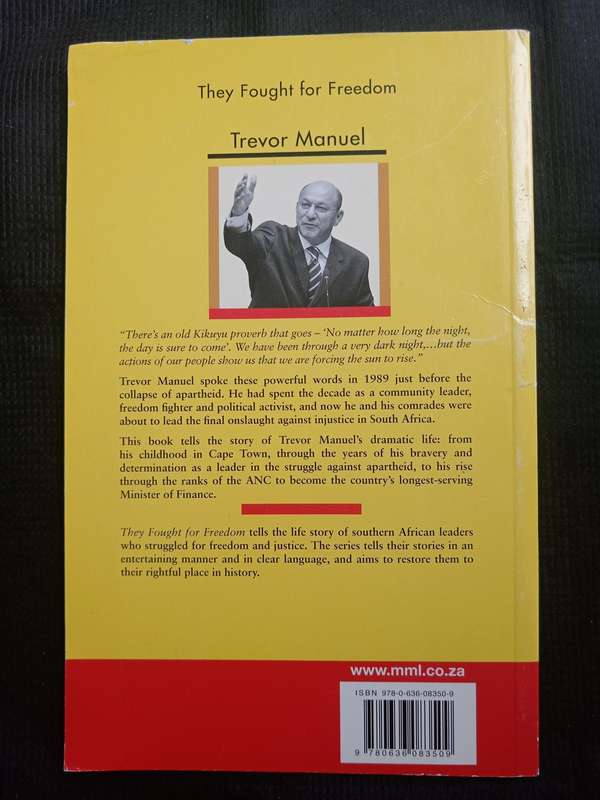 They Fought for Freedom
Trevor Manuel
“There's an old Kikuyu proverb that goes – ‘No matter how long the night,
the day is sure to come’. We have been through a very dark night,...but the
actions of our people show us that we are forcing the sun to rise.”
Trevor Manuel spoke these powerful words in 1989 just before the
collapse of apartheid. He had spent the decade as a community leader,
freedom fighter and political activist, and now he and his comrades were
about to lead the final onslaught against injustice in South Africa.
This book tells the story of Trevor Manuel's dramatic life: from
his childhood in Cape Town, through the years of his bravery and
determination as a leader in the struggle against apartheid, to his rise
through the ranks of the ANC to become the country's longest-serving
Minister of Finance.
They Fought for Freedom tells the life story of southern African leaders
who struggled for freedom and justice. The series tells their stories in an
entertaining manner and in clear language, and aims to restore them to
their rightful place in history.
www.mml.co.za
ISBN 978-0-636-08350-9
9 780636 083509